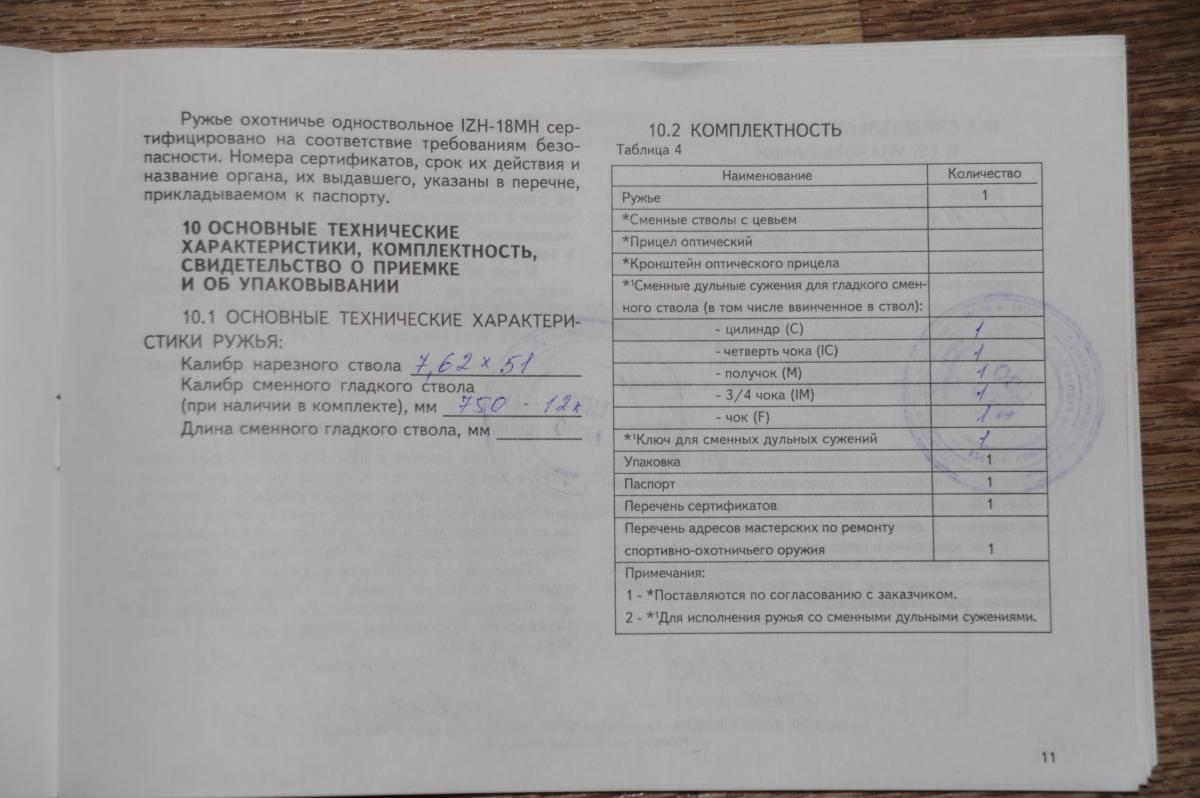 Ружье охотничье одноствольное IZH-18MH сер-
тифицировано на соответствие требованиям безо-
пасности. Номера сертификатов, срок их действия и
название органа, их выдавшего, указаны в перечне,
прикладываемом к паспорту.
10 ОСНОВНЫЕ ТЕХНИЧЕСКИЕ
ХАРАКТЕРИСТИКИ, КОМПЛЕКТНОСТЬ,
СВИДЕТЕЛЬСТВО О ПРИЕМКЕ
И ОБ УПАКОВЫВАНИИ
10.1 ОСНОВНЫЕ ТЕХНИЧЕСКИЕ ХАРАКТЕРИ-
СТИКИ РУЖЬЯ:
Калибр нарезного ствола 7,62 x 51
Калибр сменного гладкого ствола
(при наличии в комплекте), мм 750 - 12к
Длина сменного гладкого ствола, мм
10.2 КОМПЛЕКТНОСТЬ
Таблица 4
Наименование Количество
Ружье 1
*Сменные стволы с цевьем
*Прицел оптический
*Кронштейн оптического прицела
*¹Сменные дульные сужения для гладкого смен-
ного ствола (в том числе ввинченное в ствол):
- цилиндр (C) 1
- четверть чока (IC) 1
- получок (M) 1
- 3/4 чока (IM) 1
- чок (F) 1
*¹Ключ для сменных дульных сужений 1
Упаковка 1
Паспорт 1
Перечень сертификатов 1
Перечень адресов мастерских по ремонту
спортивно-охотничьего оружия 1
Примечания:
1 - *Поставляются по согласованию с заказчиком.
2 - *¹Для исполнения ружья со сменными дульными сужениями.
11